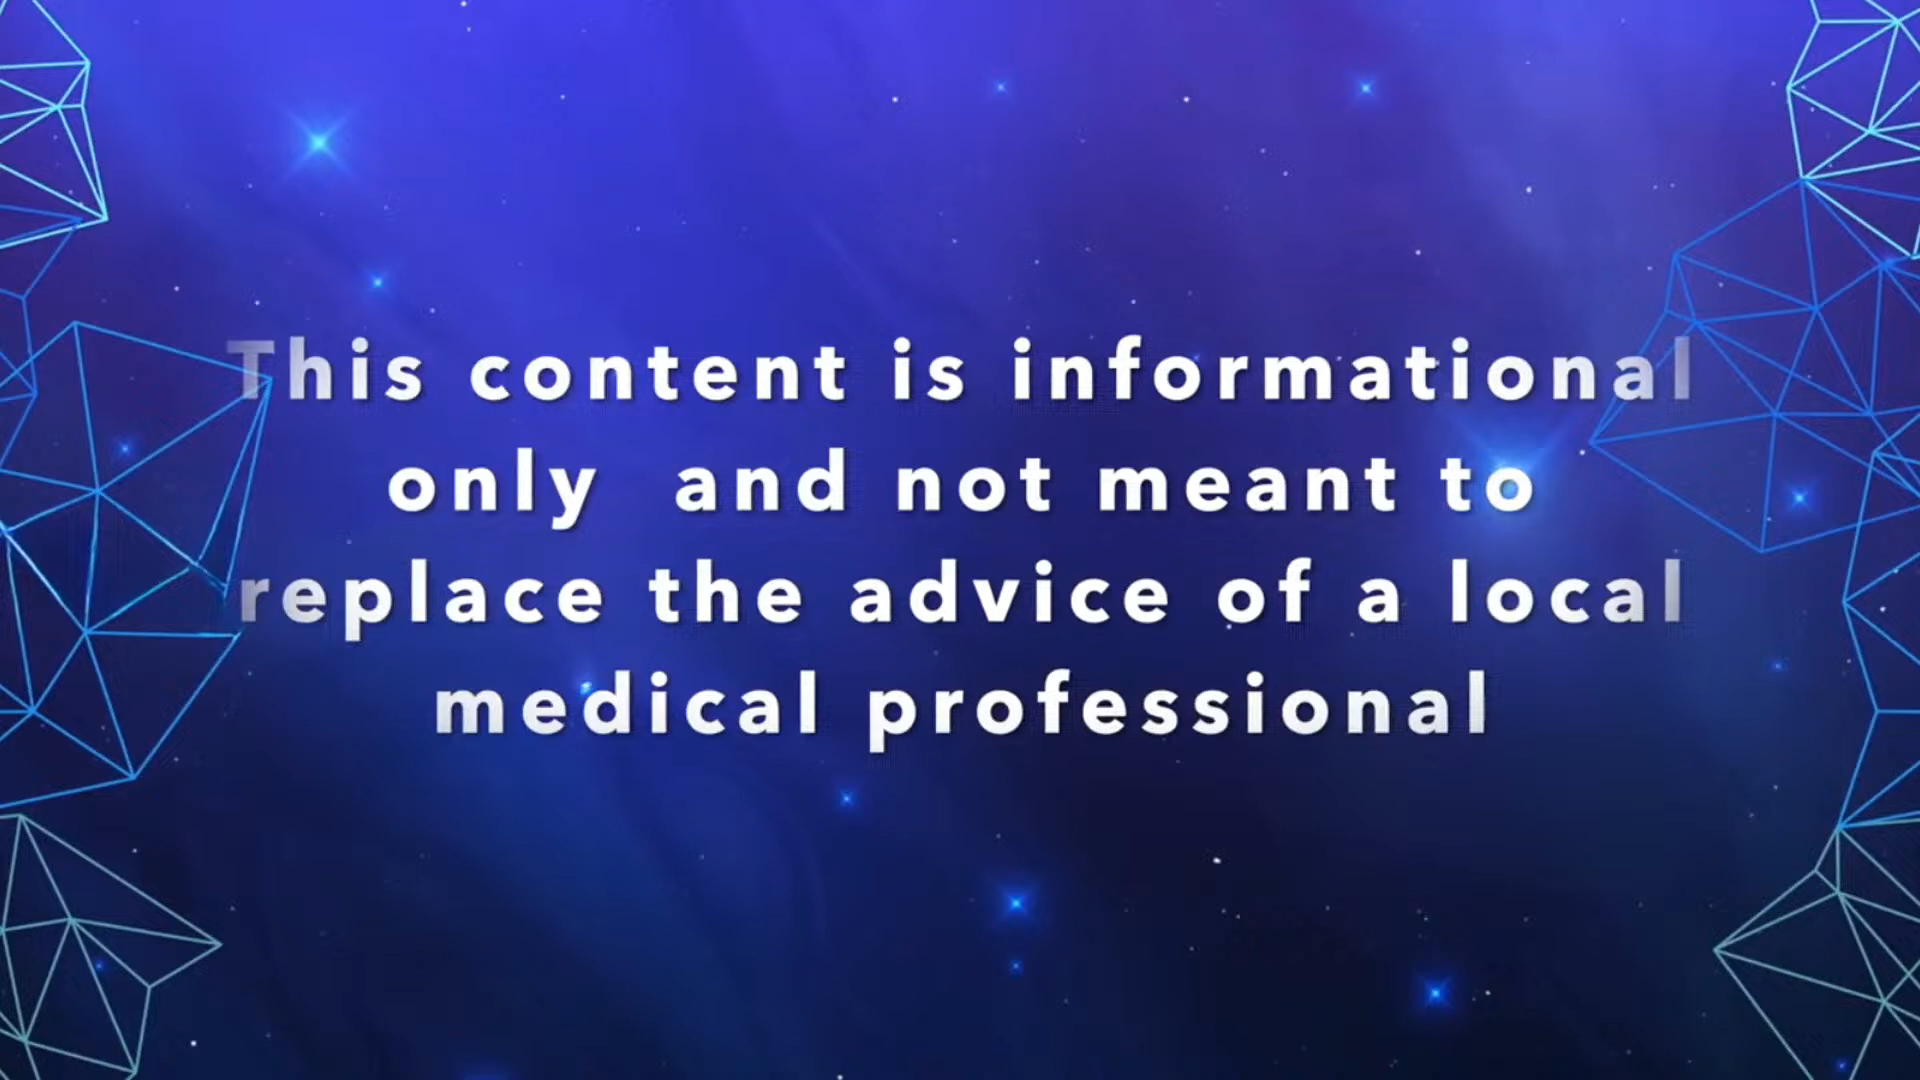 This content is informational
only and not meant to
replace the advice of a local
medical professional